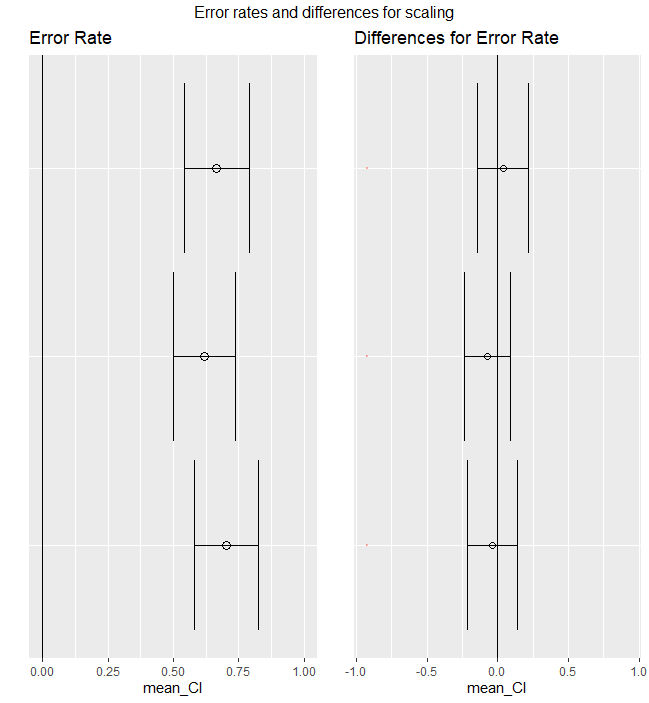 Error rates and differences for scaling
Error Rate
Differences for Error Rate
0.00 0.25 0.50 0.75 1.00
-1.0 -0.5 0.0 0.5 1.0
mean_CI
mean_CI